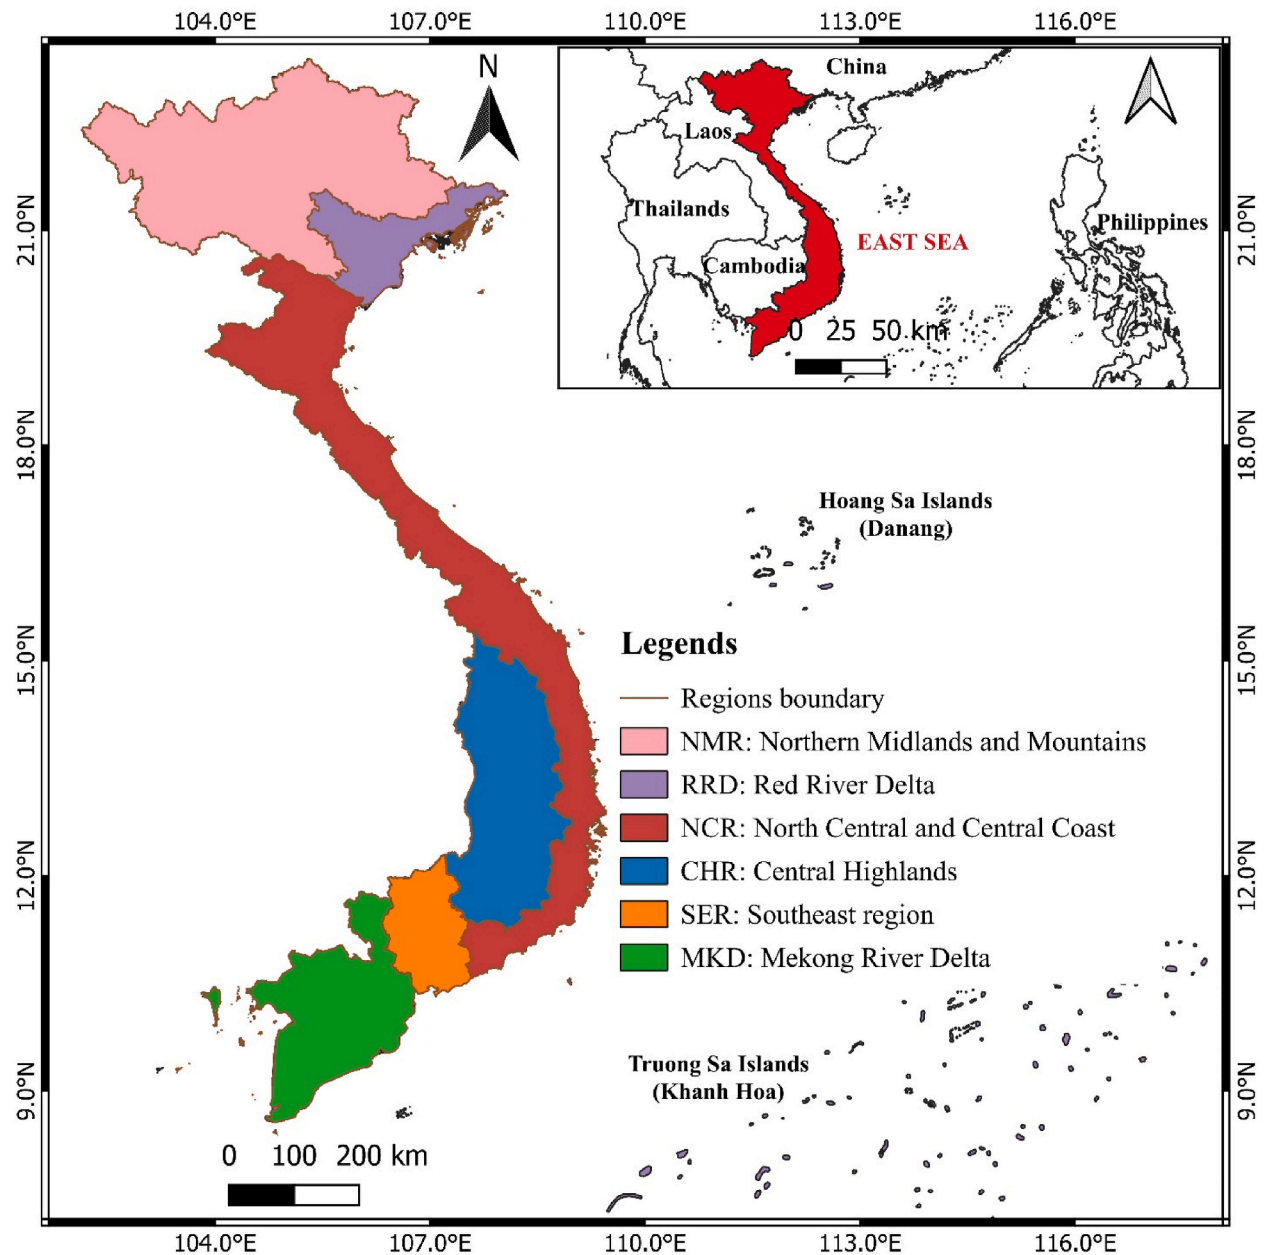 104.0°E 107.0°E 110.0°E 113.0°E 116.0°E
N
China
Laos
Thailands
Philippines
EAST SEA
Cambodia
0 25 50 km
21.0°N 21.0°N
18.0°N 18.0°N
Hoang Sa Islands
(Danang)
15.0°N 15.0°N
Legends
Regions boundary
NMR: Northern Midlands and Mountains
RRD: Red River Delta
NCR: North Central and Central Coast
CHR: Central Highlands
SER: Southeast region
MKD: Mekong River Delta
12.0°N 12.0°N
Truong Sa Islands
(Khanh Hoa)
9.0°N 9.0°N
0 100 200 km
104.0°E 107.0°E 110.0°E 113.0°E 116.0°E